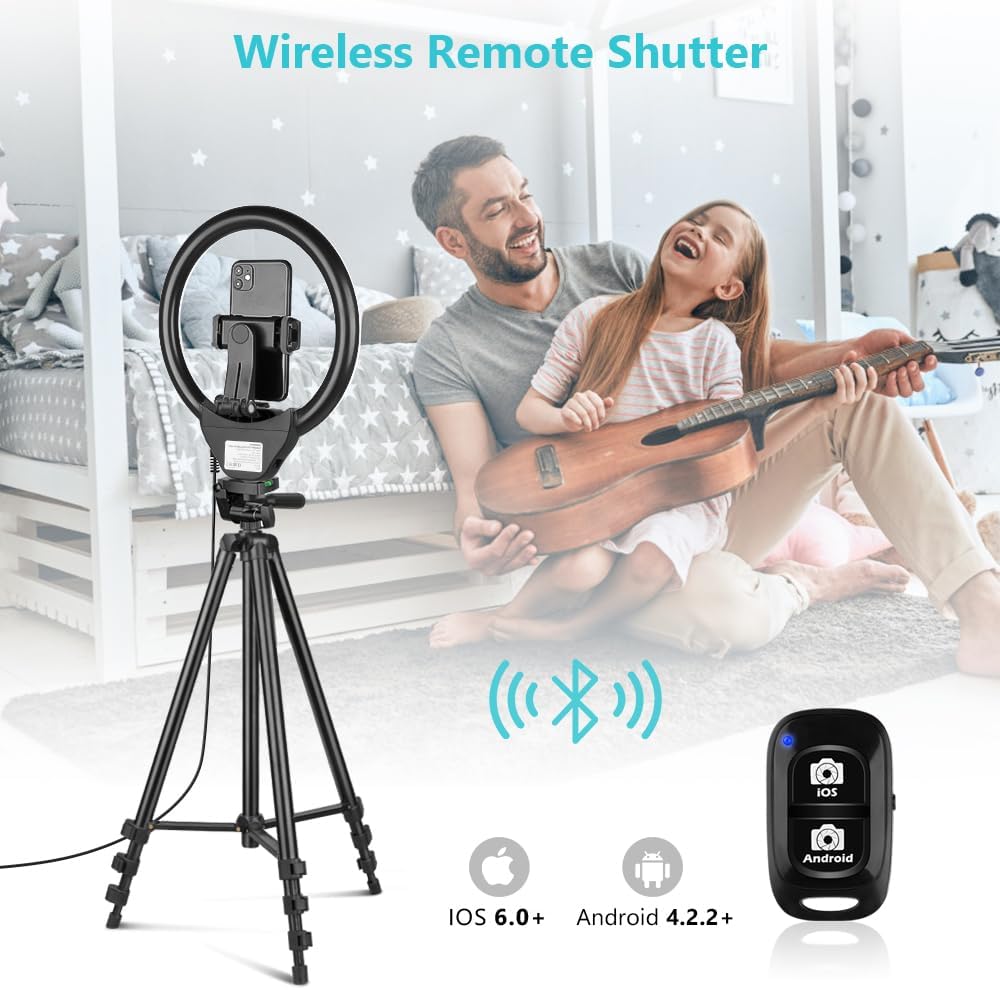 Wireless Remote Shutter
iOS
Android
IOS 6.0+
Android 4.2.2+